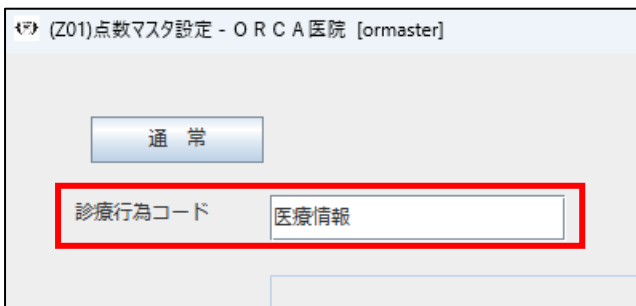 (Z01)点数マスタ設定 - ＯＲＣＡ医院 [ormaster]
通　常
診療行為コード 医療情報